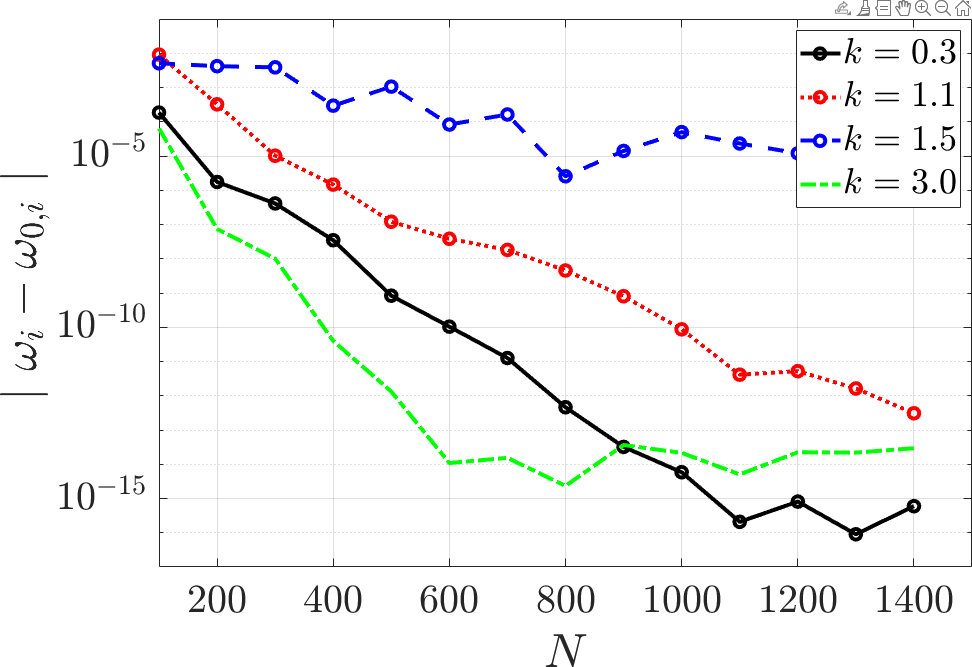 k = 0.3
k = 1.1
k = 1.5
k = 3.0
10^{-5}
10^{-10}
10^{-15}
| ω_i − ω_{0,i} |
200 400 600 800 1000 1200 1400
N